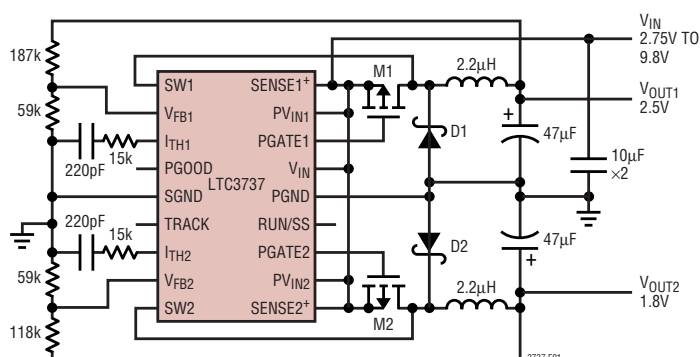 187k
59k
220pF
15k
SW1
VFB1
ITH1
PGOOD
SGND
TRACK
ITH2
VFB2
SW2
LTC3737
SENSE1+
PVIN1
PGATE1
VIN
PGND
RUN/SS
PGATE2
PVIN2
SENSE2+
220pF
15k
59k
118k
M1
M2
D1
D2
2.2µH
2.2µH
+
47µF
47µF
+
10µF
×2
VIN
2.75V TO
9.8V
VOUT1
2.5V
VOUT2
1.8V